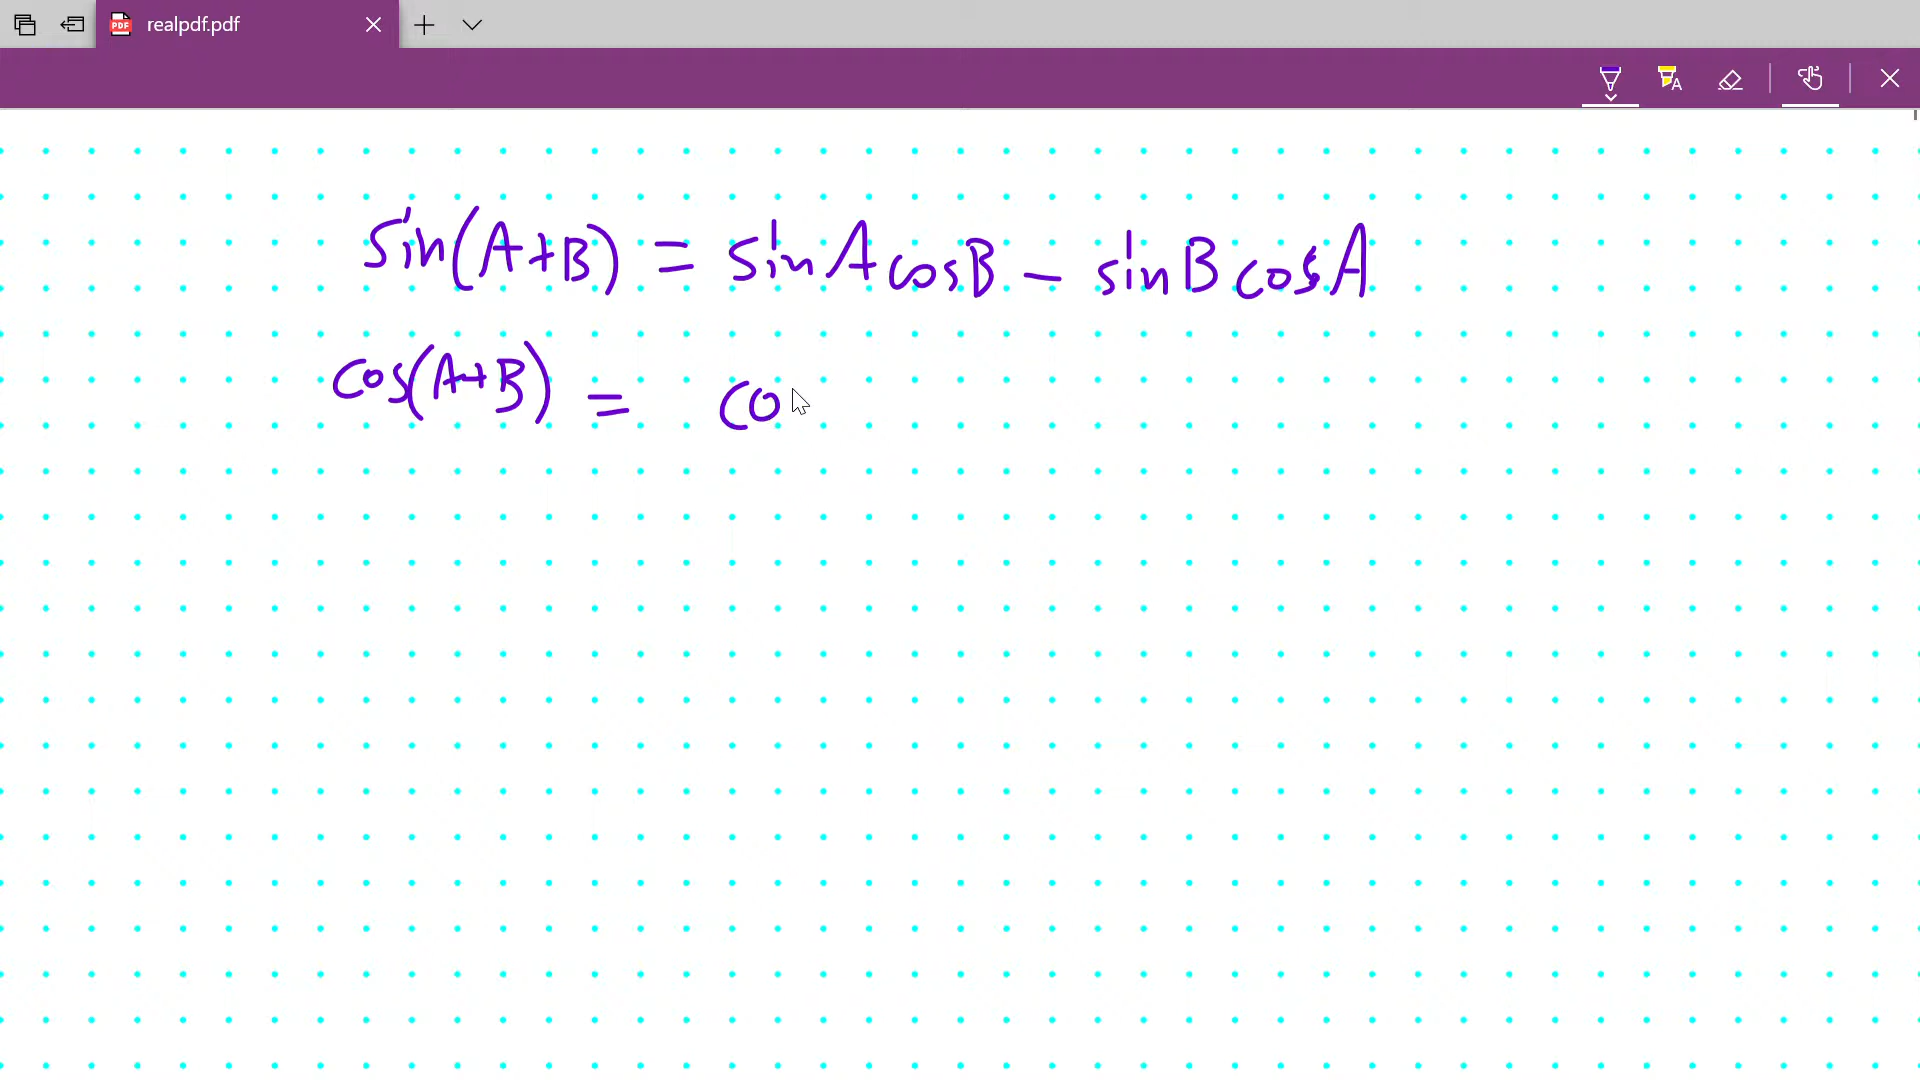 realpdf.pdf
sin(A+B) = sinA cosB − sinB cosA
cos(A+B) = co